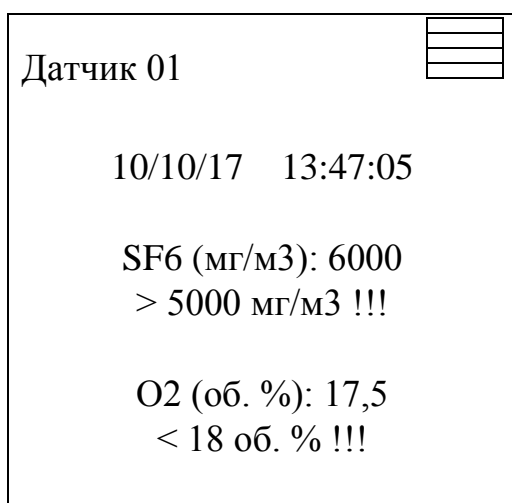 Датчик 01
10/10/17 13:47:05
SF6 (мг/м3): 6000
> 5000 мг/м3 !!!
O2 (об. %): 17,5
< 18 об. % !!!